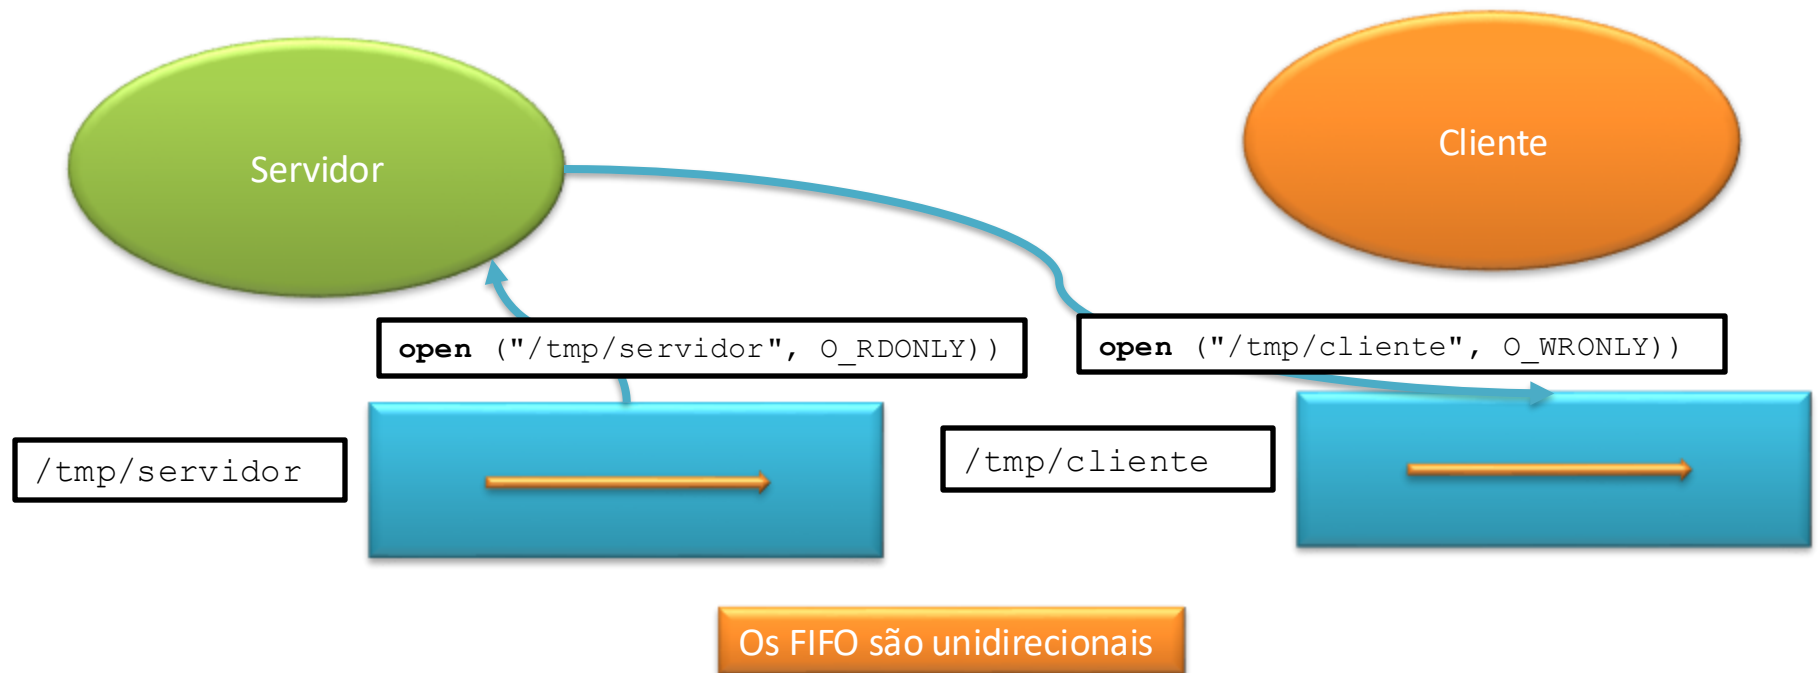 Servidor
Cliente
open ("/tmp/servidor", O_RDONLY))
open ("/tmp/cliente", O_WRONLY))
/tmp/servidor
/tmp/cliente
Os FIFO são unidirecionais